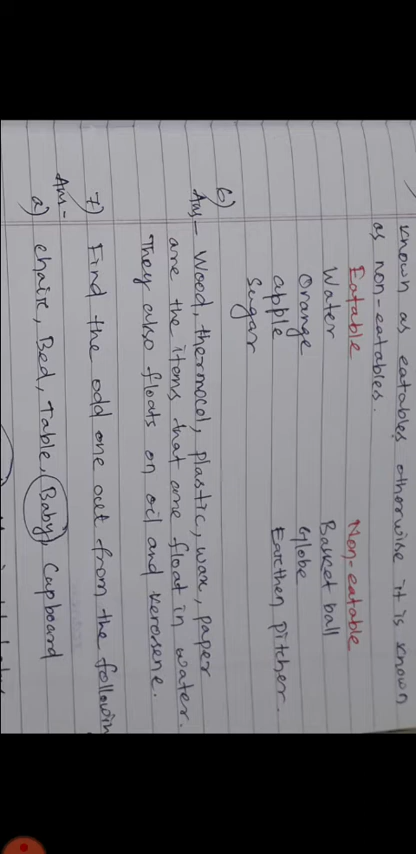 known as eatables otherwise it is known
as non-eatables.
Eatable Non-eatable
Water Basket ball
Orange Globe
apple Earthen pitcher.
sugar
6)
Ans- Wood, thermocol, plastic, wax, paper
are the items that are float in water.
They also floats on oil and kerosene.
7) Find the odd one out from the followin
Ans-
a) chair, Bed, Table, Baby, Cupboard